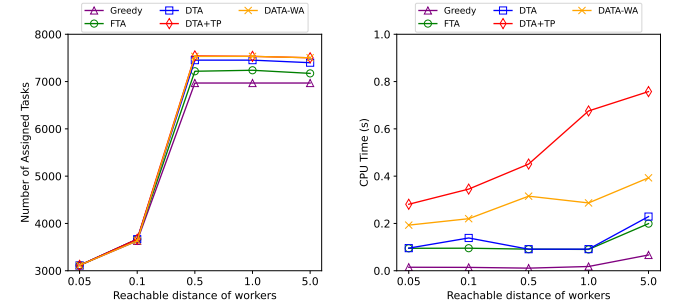 Greedy DTA DATA-WA
FTA DTA+TP
8000
7000
6000
5000
4000
3000
Number of Assigned Tasks
0.05 0.1 0.5 1.0 5.0
Reachable distance of workers
Greedy DTA DATA-WA
FTA DTA+TP
1.0
0.8
0.6
0.4
0.2
0.0
CPU Time (s)
0.05 0.1 0.5 1.0 5.0
Reachable distance of workers